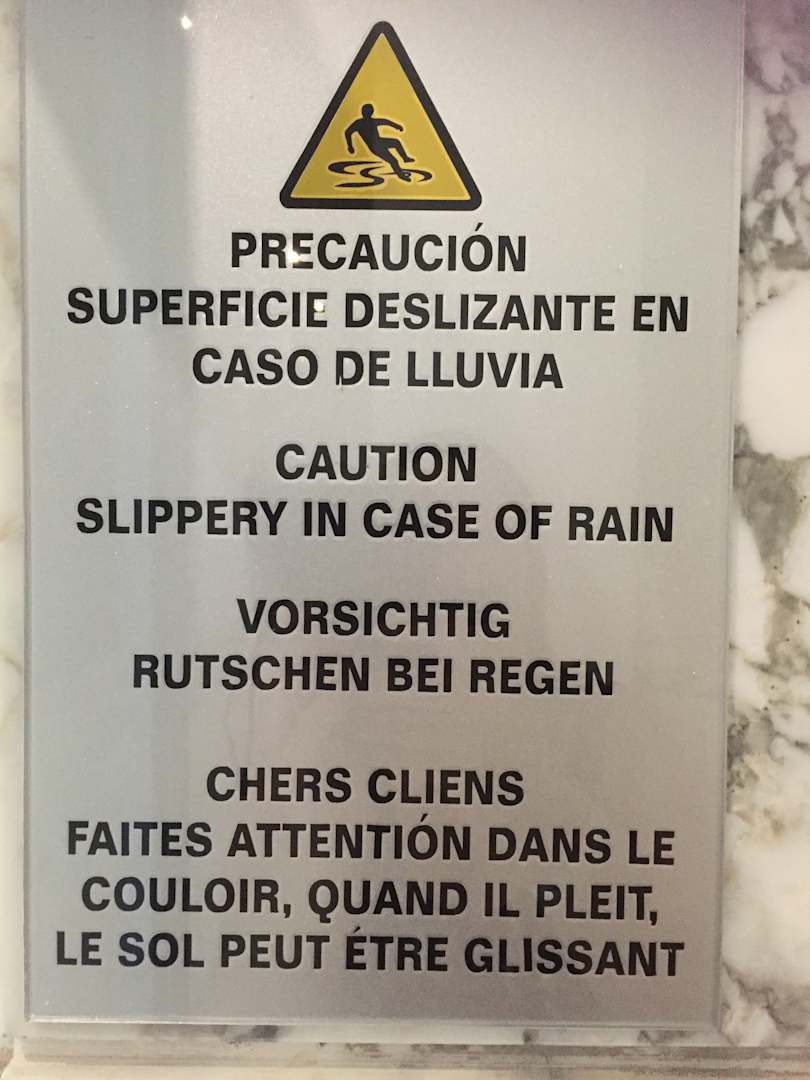 PRECAUCIÓN
SUPERFICIE DESLIZANTE EN
CASO DE LLUVIA
CAUTION
SLIPPERY IN CASE OF RAIN
VORSICHTIG
RUTSCHEN BEI REGEN
CHERS CLIENS
FAITES ATTENTIÓN DANS LE
COULOIR, QUAND IL PLEIT,
LE SOL PEUT ÉTRE GLISSANT